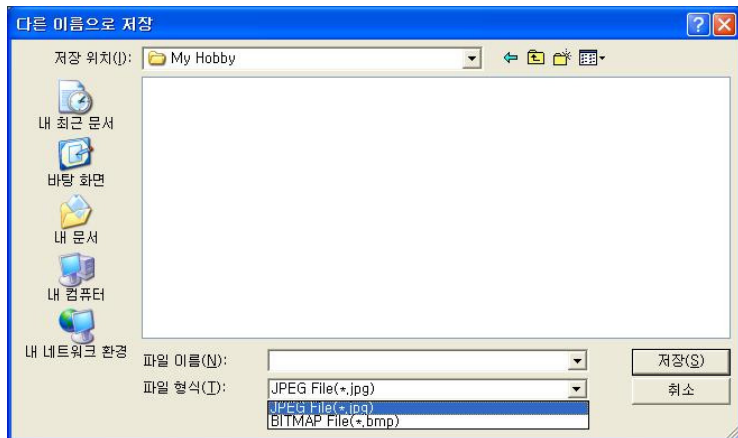 다른 이름으로 저장
저장 위치(I): My Hobby
내 최근 문서
바탕 화면
내 문서
내 컴퓨터
내 네트워크 환경
파일 이름(N):
저장(S)
파일 형식(T): JPEG File(*.jpg)
취소
JPEG File(*.jpg)
BITMAP File(*.bmp)